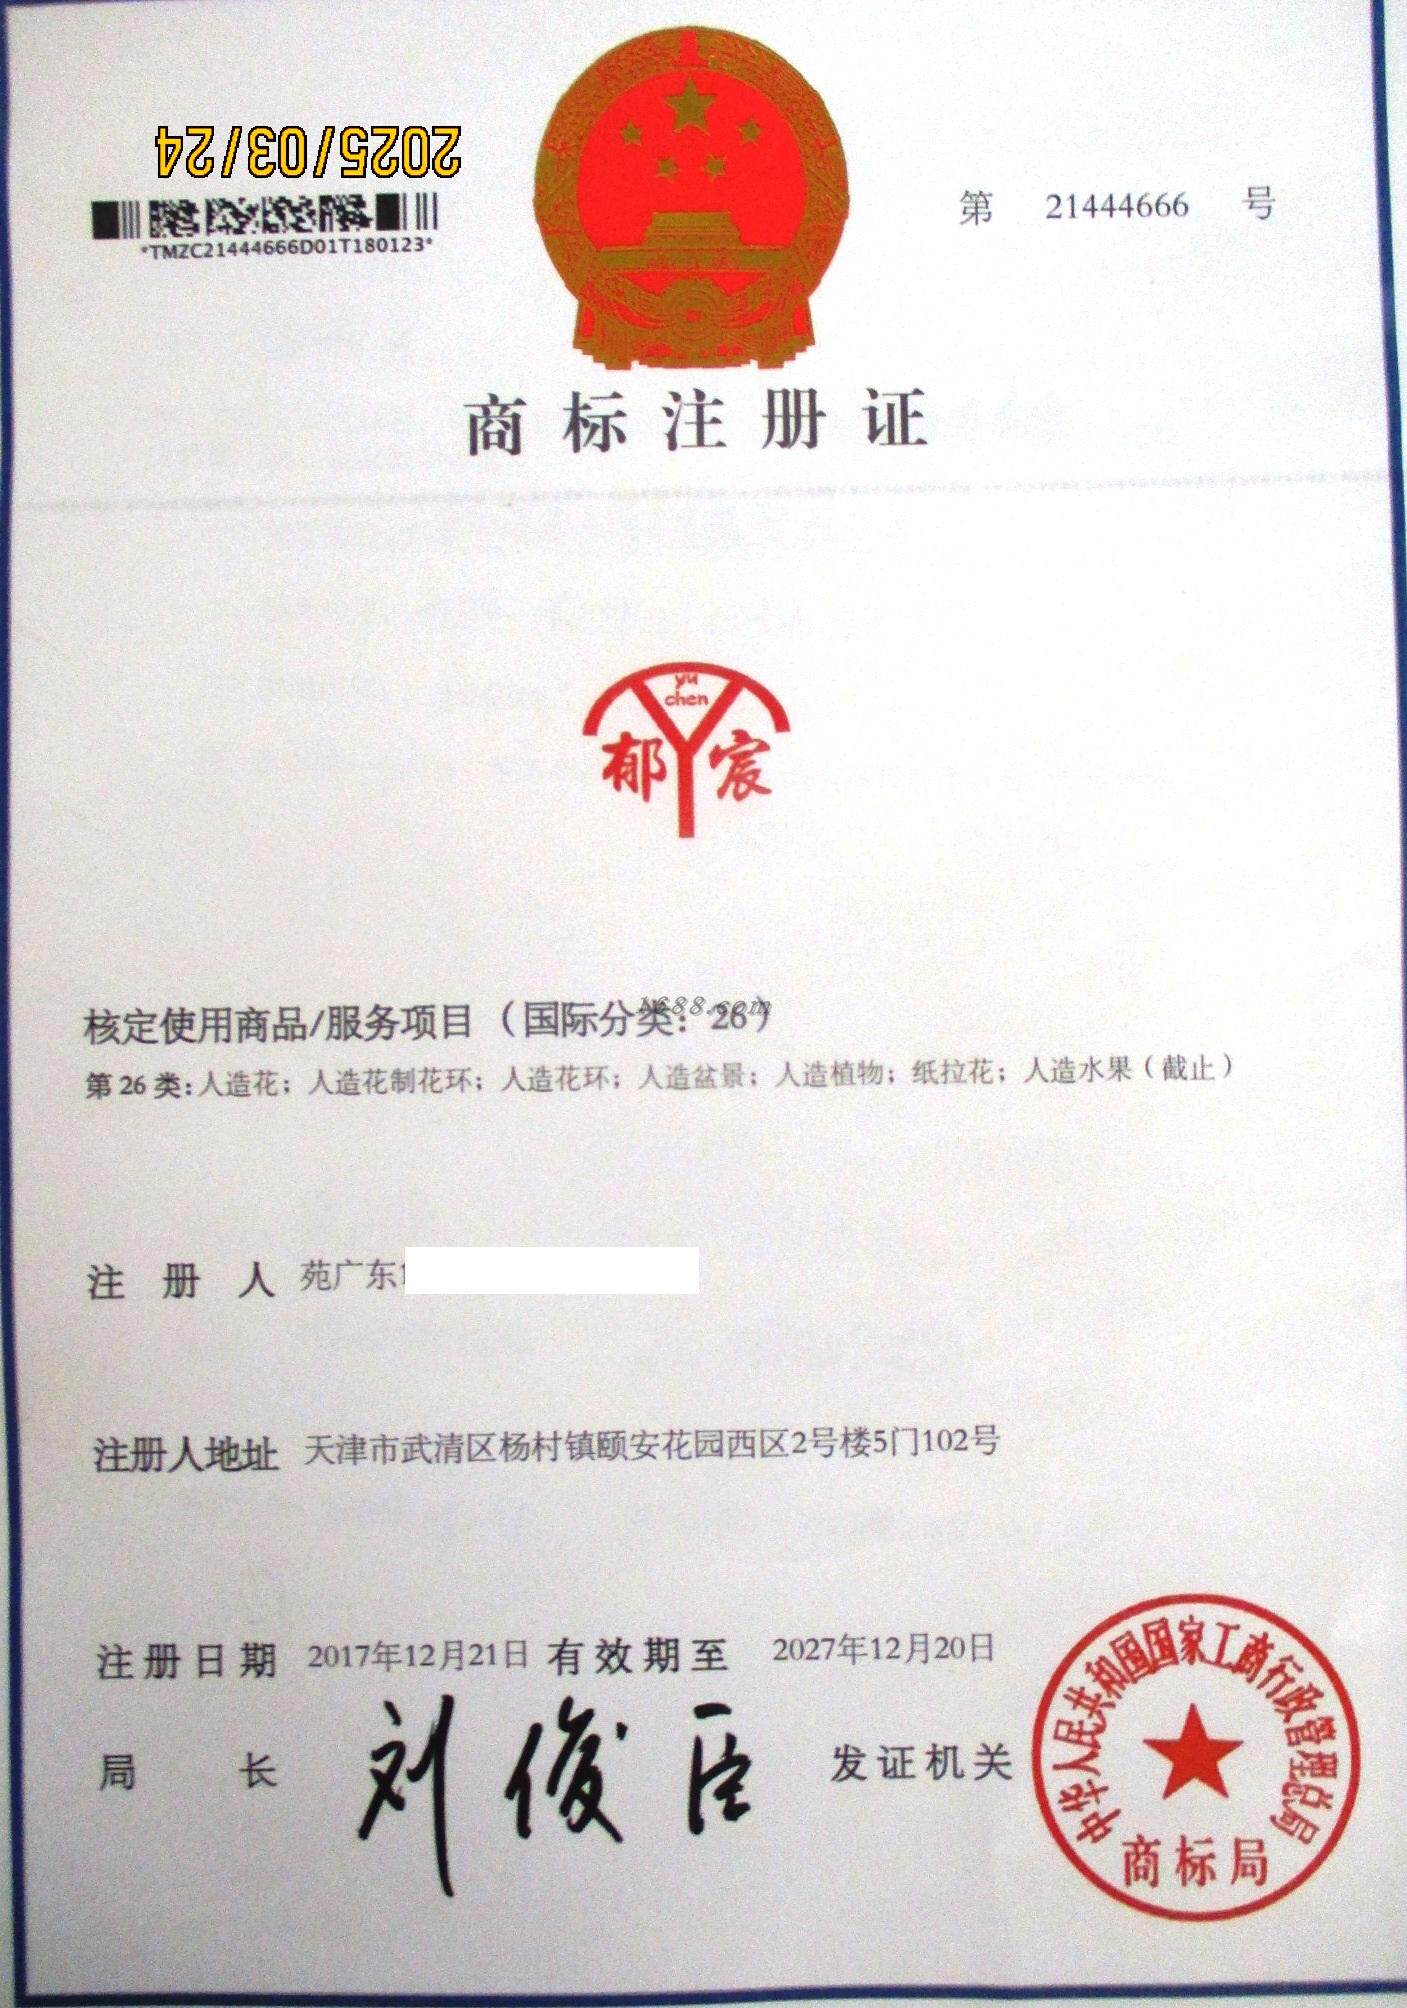 2025/03/24
*TMZC21444666D01T180123*
第 21444666 号
商标注册证
yu
chen
郁 宸
核定使用商品/服务项目（国际分类：26）
1688.com
第 26 类：人造花；人造花制花环；人造花环；人造盆景；人造植物；纸拉花；人造水果（截止）
注册人 苑广东
注册人地址 天津市武清区杨村镇颐安花园西区2号楼5门102号
注册日期 2017年12月21日 有效期至 2027年12月20日
局长 刘俊臣 发证机关
中华人民共和国国家工商行政管理总局
商标局